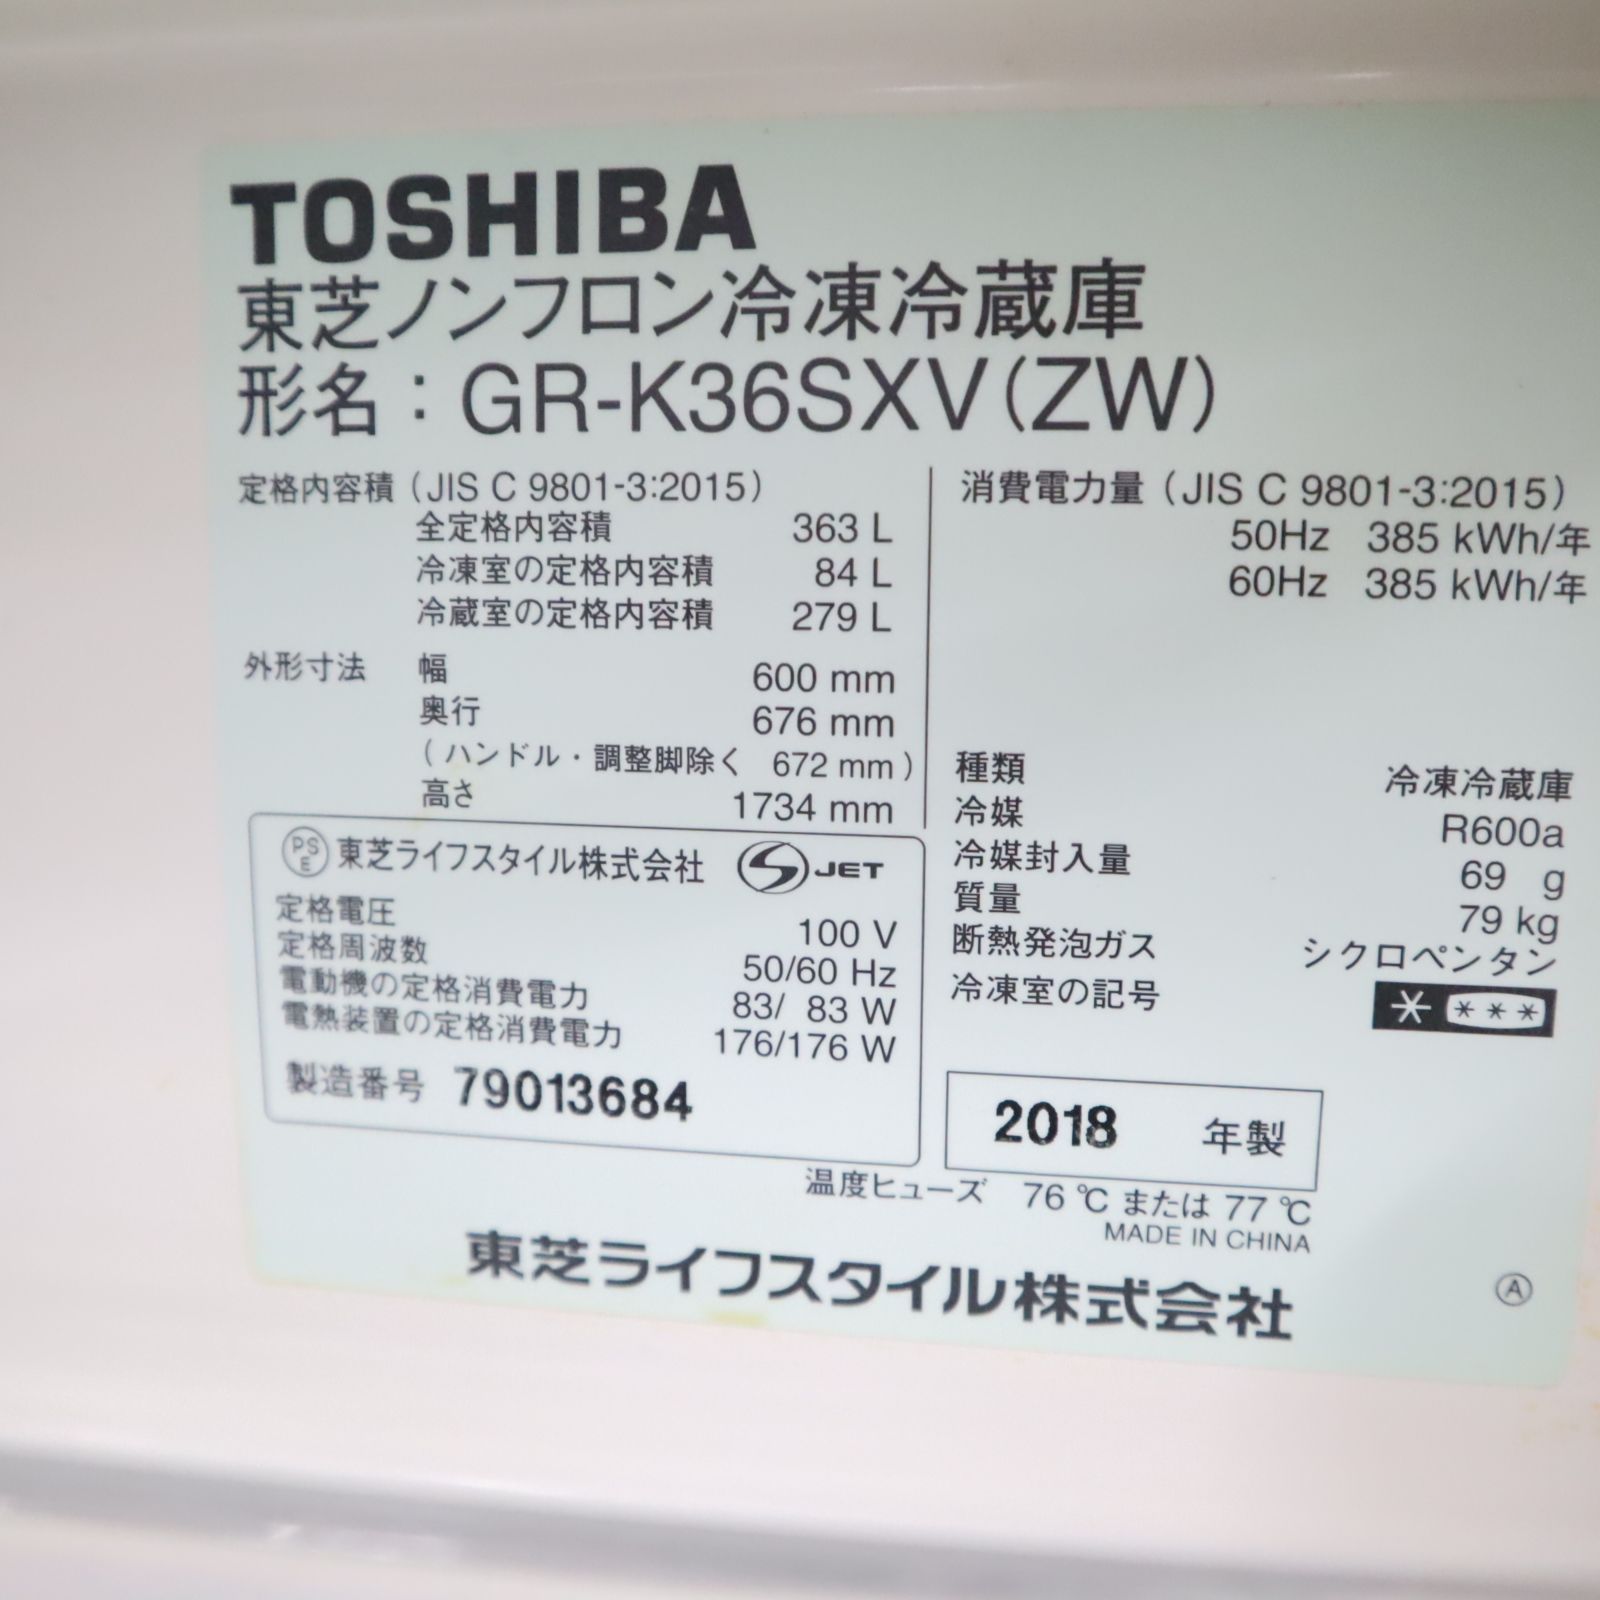 TOSHIBA
東芝ノンフロン冷凍冷蔵庫
形名：GR-K36SXV(ZW)
定格内容積（JIS C 9801-3:2015）
全定格内容積 363 L
冷凍室の定格内容積 84 L
冷蔵室の定格内容積 279 L
外形寸法 幅 600 mm
奥行 676 mm
（ハンドル・調整脚除く 672 mm）
高さ 1734 mm
消費電力量（JIS C 9801-3:2015）
50Hz 385 kWh/年
60Hz 385 kWh/年
種類 冷凍冷蔵庫
冷媒 R600a
冷媒封入量 69 g
質量 79 kg
断熱発泡ガス シクロペンタン
冷凍室の記号 * ***
PSE 東芝ライフスタイル株式会社 S JET
定格電圧 100 V
定格周波数 50/60 Hz
電動機の定格消費電力 83/ 83 W
電熱装置の定格消費電力 176/176 W
製造番号 79013684
2018 年製
温度ヒューズ 76 ℃ または 77 ℃
MADE IN CHINA
東芝ライフスタイル株式会社
Ⓐ